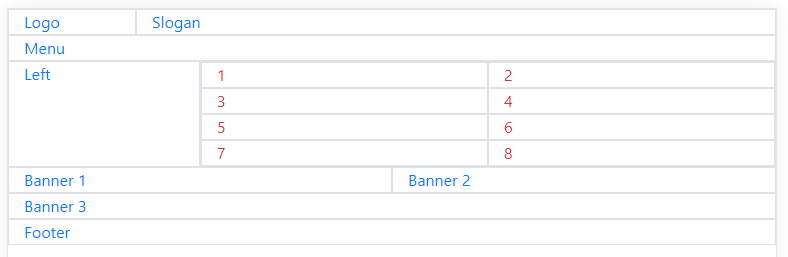 Logo Slogan
Menu
Left 1 2
3 4
5 6
7 8
Banner 1 Banner 2
Banner 3
Footer